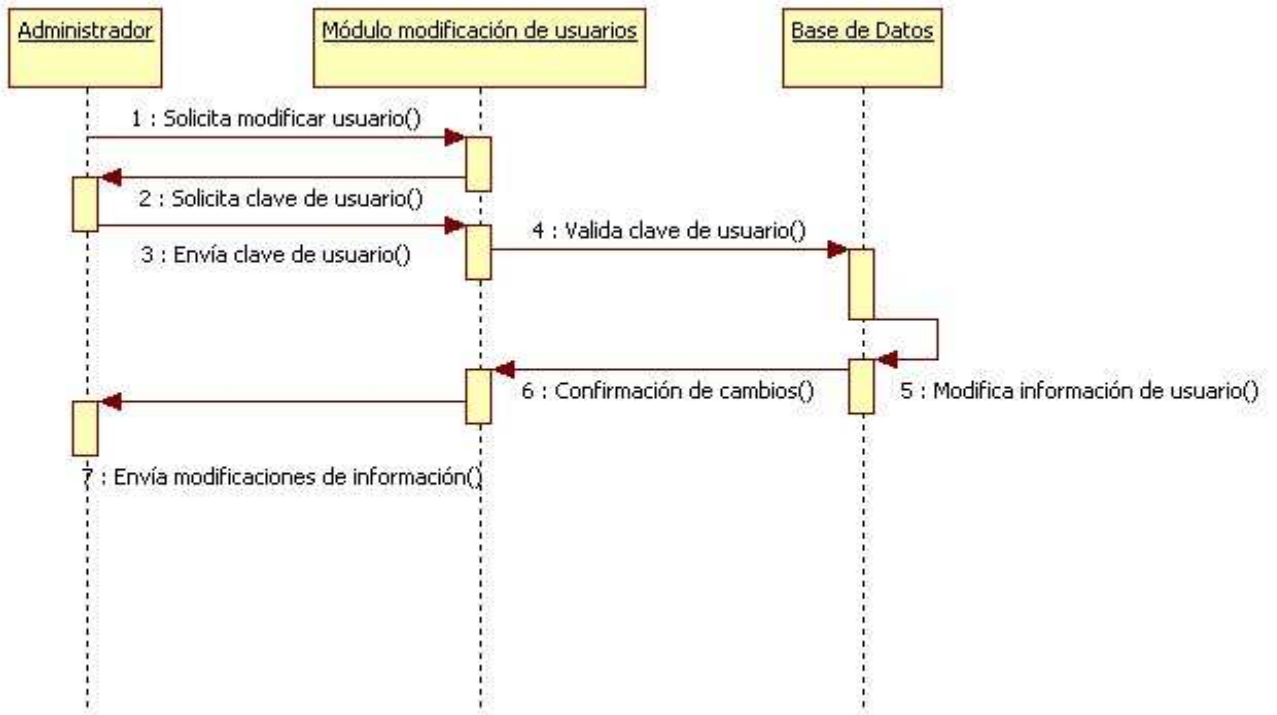 Administrador
Módulo modificación de usuarios
Base de Datos
1 : Solicita modificar usuario()
2 : Solicita clave de usuario()
3 : Envía clave de usuario()
4 : Valida clave de usuario()
5 : Modifica información de usuario()
6 : Confirmación de cambios()
7 : Envía modificaciones de información()